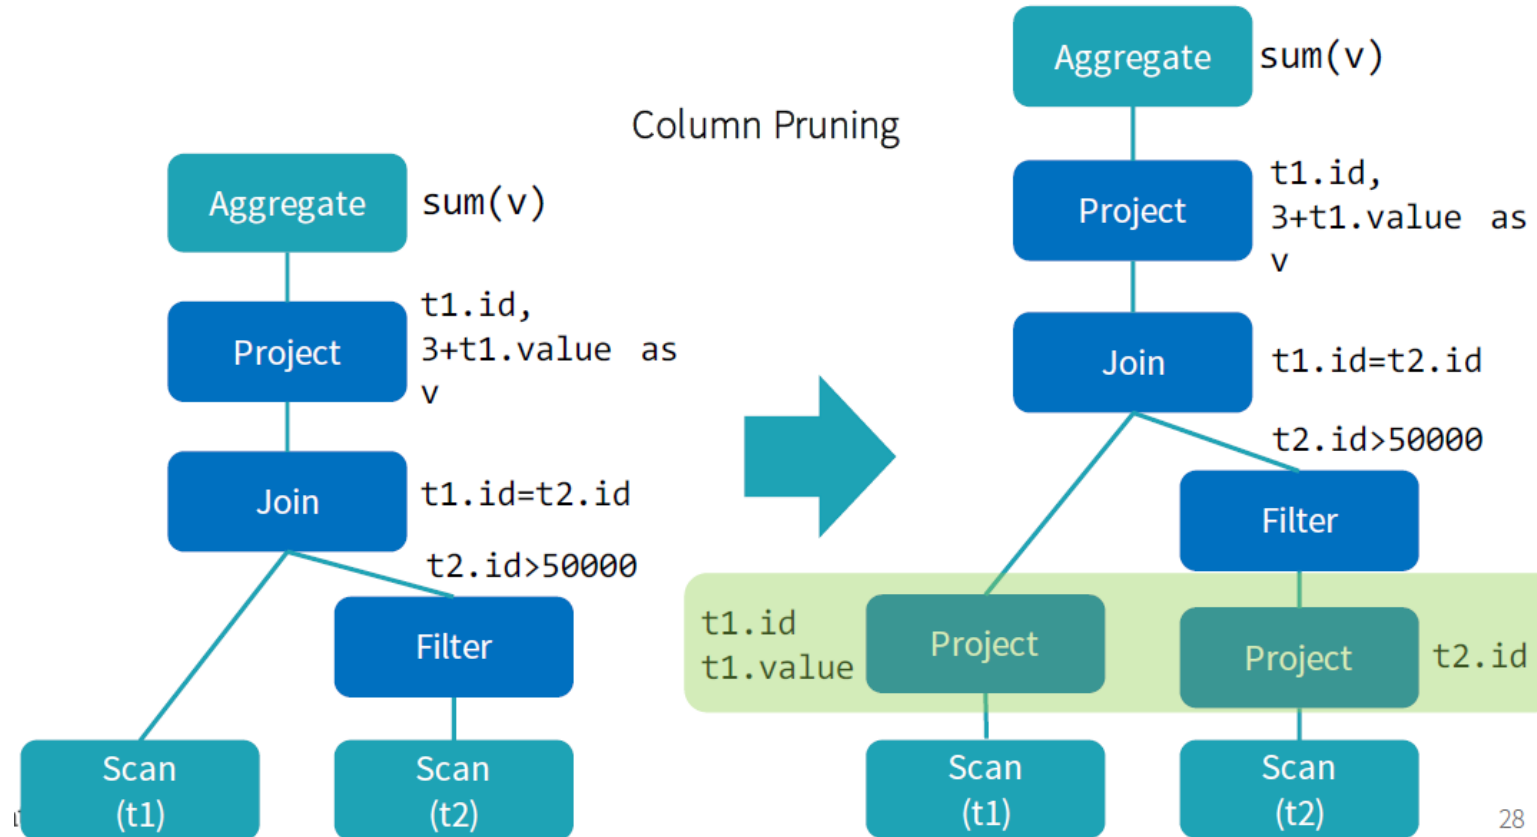 Column Pruning
Aggregate
sum(v)
Project
t1.id,
3+t1.value as
v
Join
t1.id=t2.id
t2.id>50000
Filter
Scan
(t1)
Scan
(t2)
Aggregate
sum(v)
Project
t1.id,
3+t1.value as
v
Join
t1.id=t2.id
t2.id>50000
Filter
t1.id
t1.value
Project
Project
t2.id
Scan
(t1)
Scan
(t2)
28